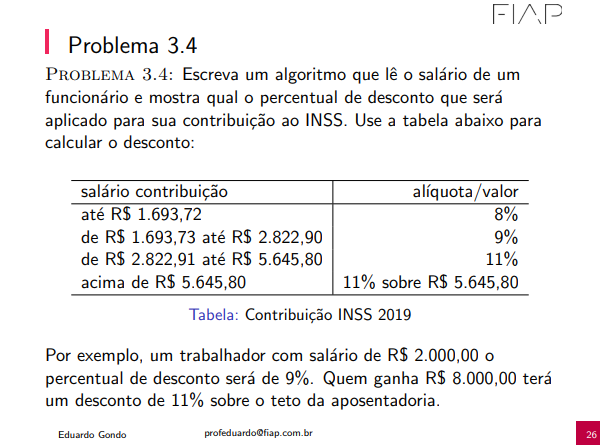 FIAP
Problema 3.4
Problema 3.4: Escreva um algoritmo que lê o salário de um
funcionário e mostra qual o percentual de desconto que será
aplicado para sua contribuição ao INSS. Use a tabela abaixo para
calcular o desconto:
salário contribuição alíquota/valor
até R$ 1.693,72 8%
de R$ 1.693,73 até R$ 2.822,90 9%
de R$ 2.822,91 até R$ 5.645,80 11%
acima de R$ 5.645,80 11% sobre R$ 5.645,80
Tabela: Contribuição INSS 2019
Por exemplo, um trabalhador com salário de R$ 2.000,00 o
percentual de desconto será de 9%. Quem ganha R$ 8.000,00 terá
um desconto de 11% sobre o teto da aposentadoria.
Eduardo Gondo profeduardo@fiap.com.br 26